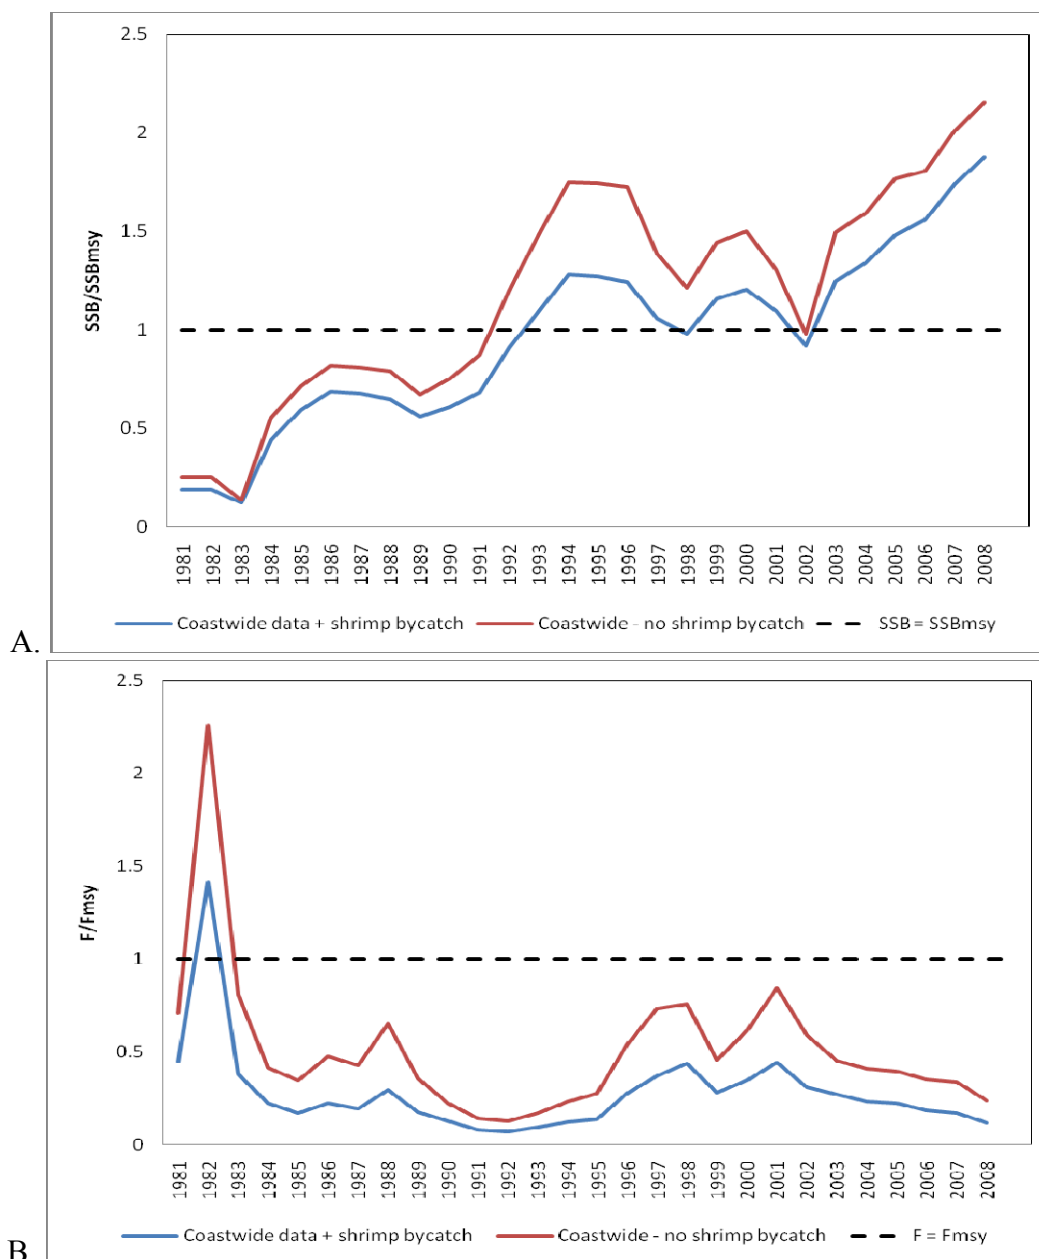 2.5
2
1.5
1
0.5
0
SSB/SSBmsy
1981 1982 1983 1984 1985 1986 1987 1988 1989 1990 1991 1992 1993 1994 1995 1996 1997 1998 1999 2000 2001 2002 2003 2004 2005 2006 2007 2008
Coastwide data + shrimp bycatch Coastwide - no shrimp bycatch SSB = SSBmsy
A.
2.5
2
1.5
1
0.5
0
F/Fmsy
1981 1982 1983 1984 1985 1986 1987 1988 1989 1990 1991 1992 1993 1994 1995 1996 1997 1998 1999 2000 2001 2002 2003 2004 2005 2006 2007 2008
Coastwide data + shrimp bycatch Coastwide - no shrimp bycatch F = Fmsy
B